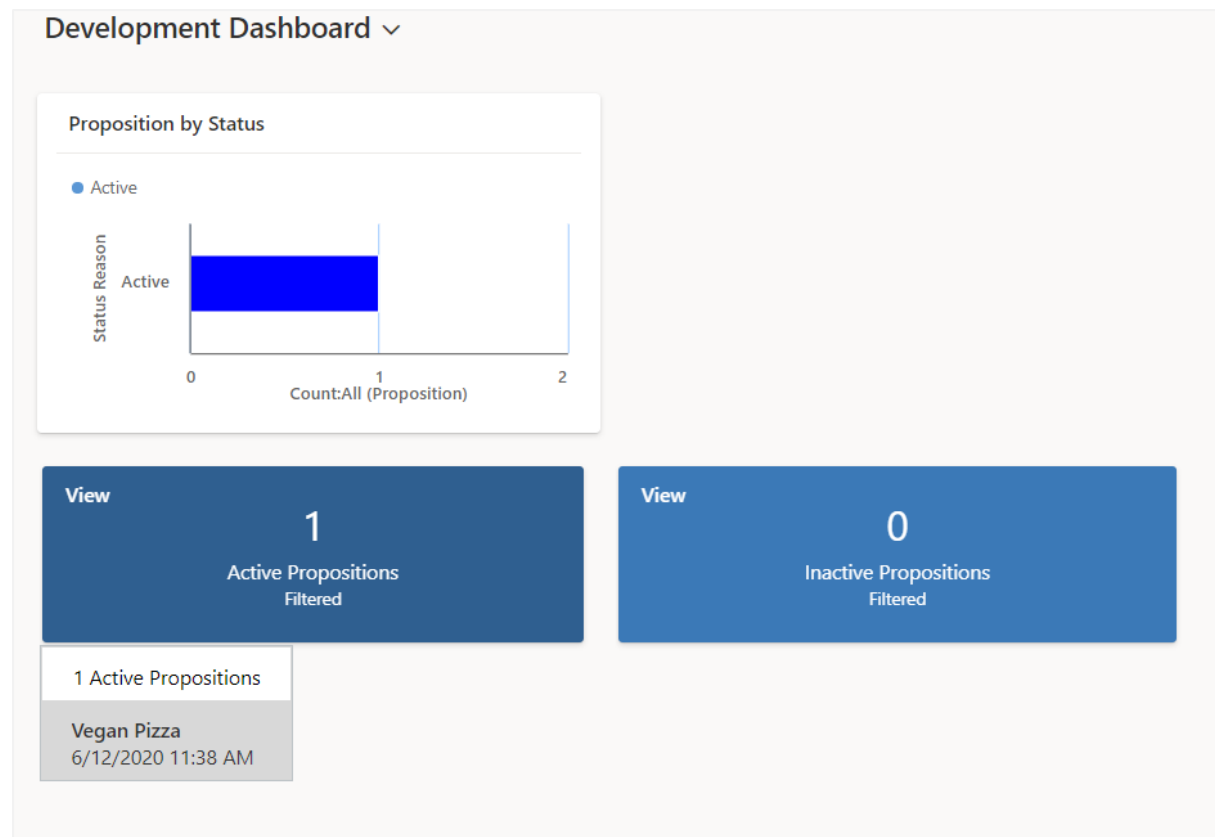 Development Dashboard
Proposition by Status
Active
Status Reason
Active
0 1 2
Count:All (Proposition)
View
1
Active Propositions
Filtered
View
0
Inactive Propositions
Filtered
1 Active Propositions
Vegan Pizza
6/12/2020 11:38 AM